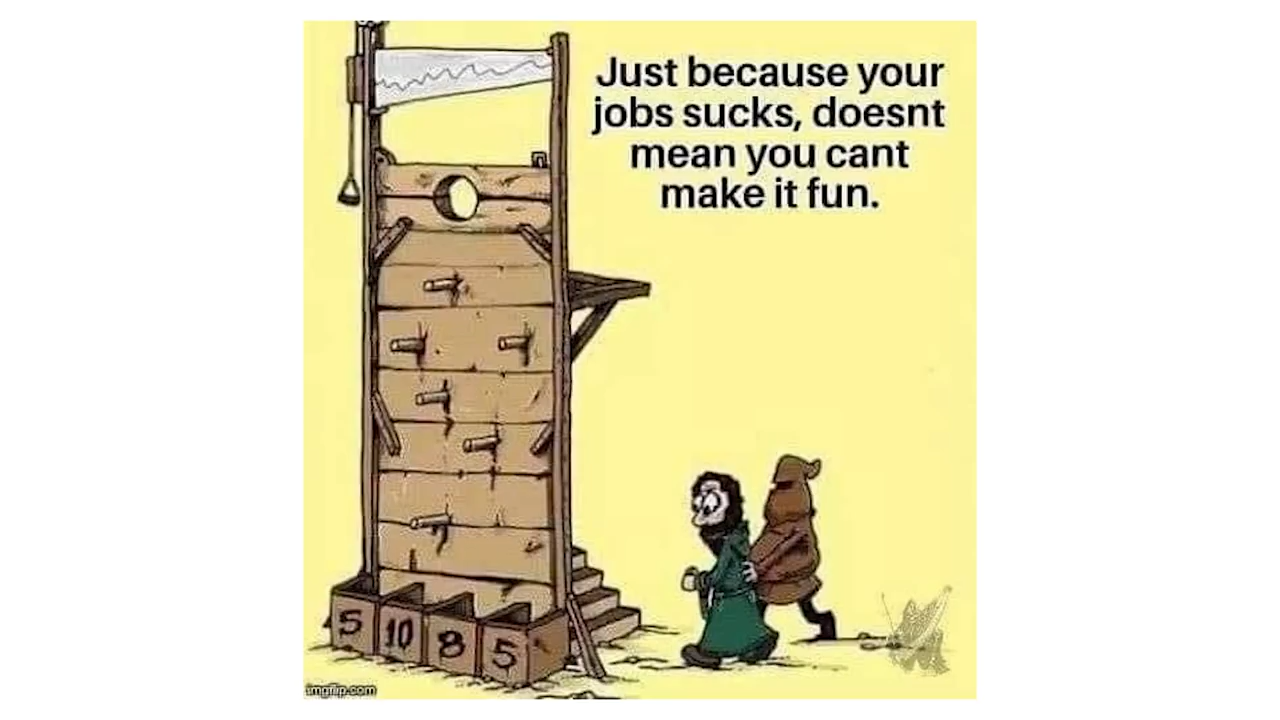 Just because your
jobs sucks, doesnt
mean you cant
make it fun.
5 10 8 5
imgflip.com